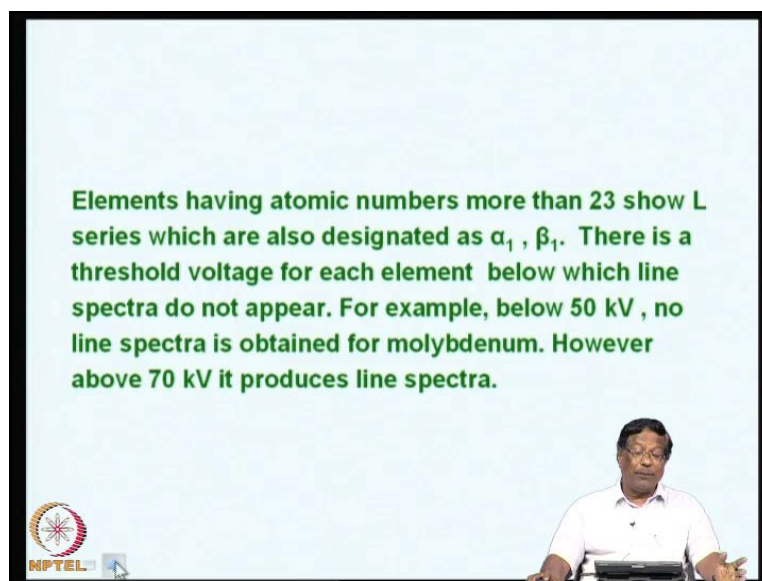 Elements having atomic numbers more than 23 show L
series which are also designated as α₁ , β₁. There is a
threshold voltage for each element below which line
spectra do not appear. For example, below 50 kV , no
line spectra is obtained for molybdenum. However
above 70 kV it produces line spectra.
NPTEL